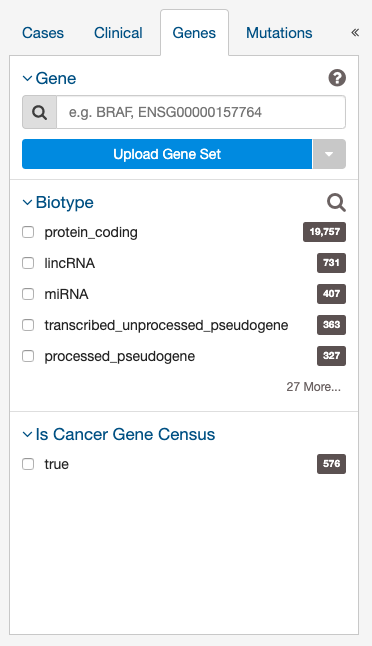 Cases Clinical Genes Mutations «
Gene
e.g. BRAF, ENSG00000157764
Upload Gene Set
Biotype
protein_coding 19,757
lincRNA 731
miRNA 407
transcribed_unprocessed_pseudogene 363
processed_pseudogene 327
27 More...
Is Cancer Gene Census
true 576